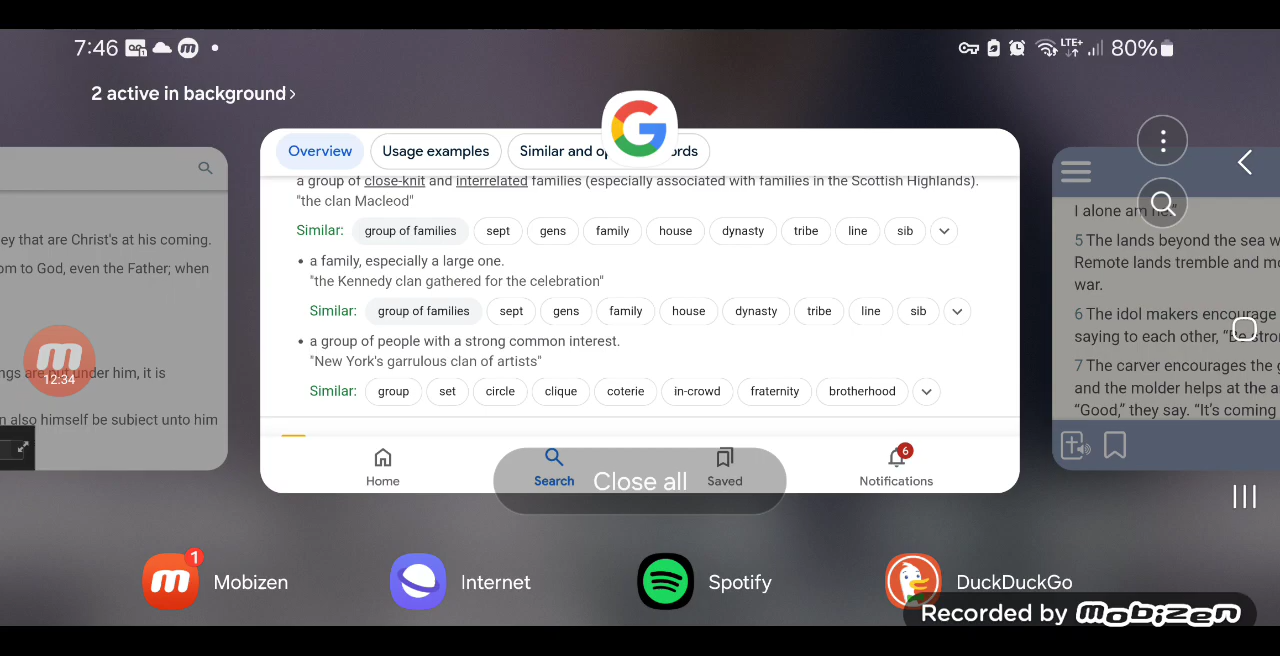 7:46
LTE+
80%
2 active in background >
Overview
Usage examples
Similar and op
rds
a group of close-knit and interrelated families (especially associated with families in the Scottish Highlands).
"the clan Macleod"
Similar: group of families sept gens family house dynasty tribe line sib
• a family, especially a large one.
"the Kennedy clan gathered for the celebration"
Similar: group of families sept gens family house dynasty tribe line sib
• a group of people with a strong common interest.
"New York's garrulous clan of artists"
Similar: group set circle clique coterie in-crowd fraternity brotherhood
Home
Search
Saved
6
Notifications
Close all
ey that are Christ's at his coming.
om to God, even the Father; when
ngs are put under him, it is
n also himself be subject unto him
12:34
I alone am he.”
5 The lands beyond the sea w
Remote lands tremble and mo
war.
6 The idol makers encourage
saying to each other, “Be stron
7 The carver encourages the g
and the molder helps at the a
“Good,” they say. “It’s coming
1
Mobizen
Internet
Spotify
DuckDuckGo
Recorded by mobizen